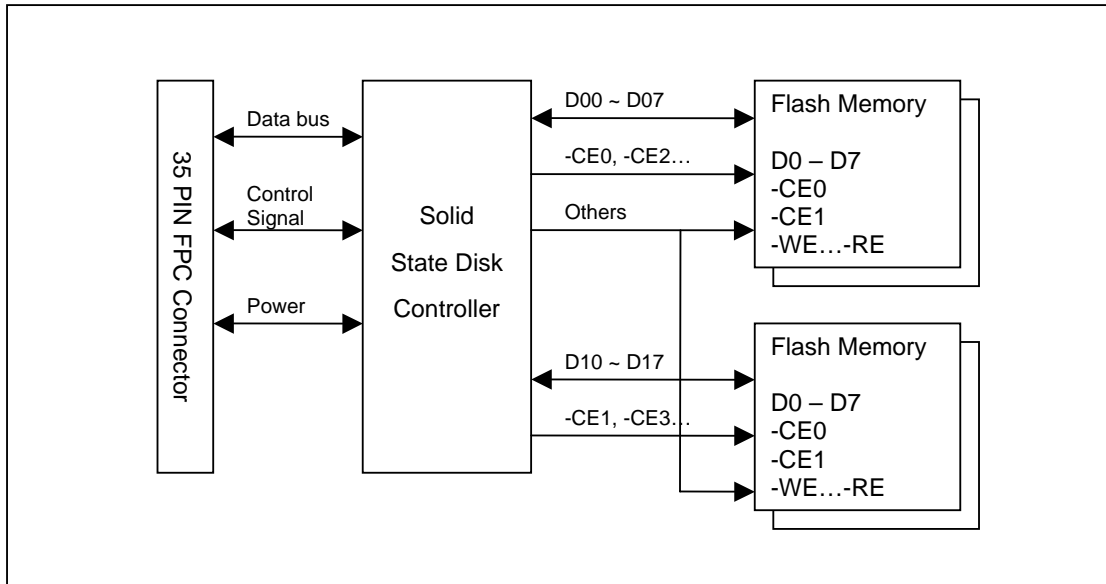 35 PIN FPC Connector
Data bus
Control
Signal
Power
Solid
State Disk
Controller
D00 ~ D07
-CE0, -CE2…
Others
D10 ~ D17
-CE1, -CE3…
Flash Memory
D0 – D7
-CE0
-CE1
-WE…-RE
Flash Memory
D0 – D7
-CE0
-CE1
-WE…-RE